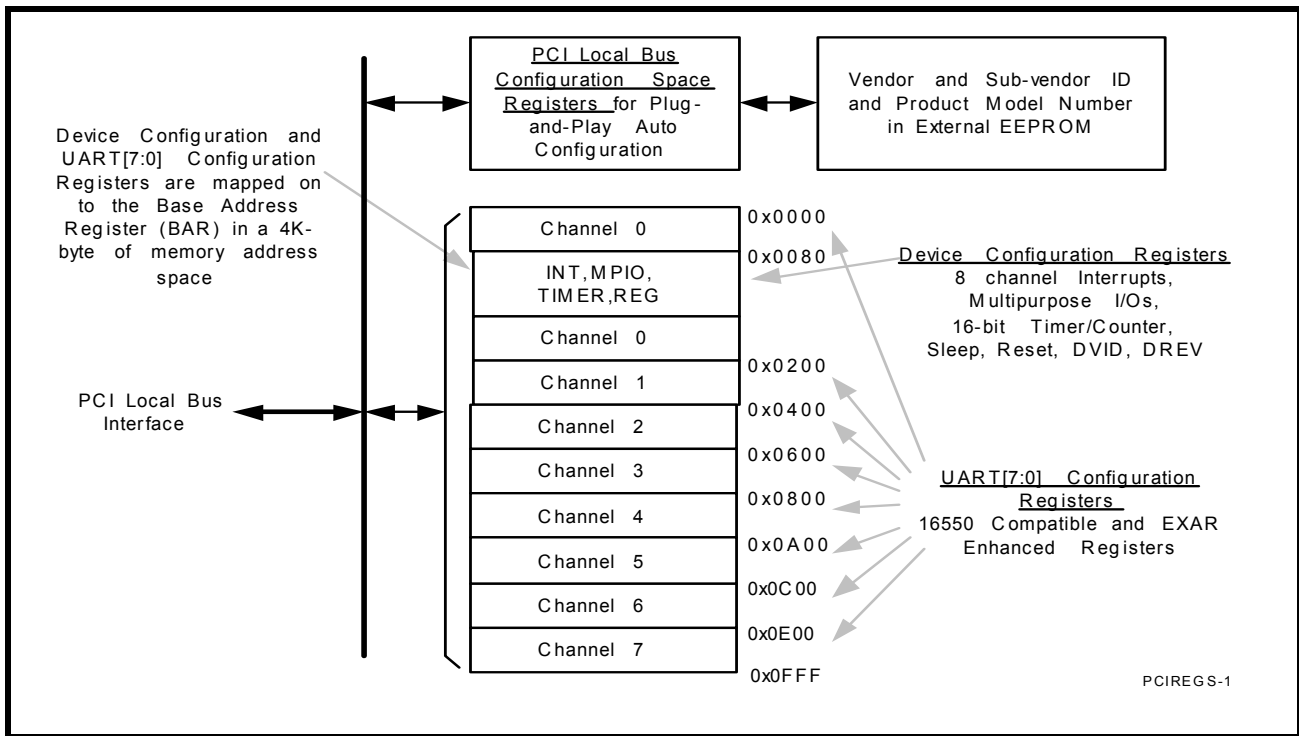 PCI Local Bus
Configuration Space
Registers for Plug-
and-Play Auto
Configuration
Vendor and Sub-vendor ID
and Product Model Number
in External EEPROM
Device Configuration and
UART[7:0] Configuration
Registers are mapped on
to the Base Address
Register (BAR) in a 4K-
byte of memory address
space
PCI Local Bus
Interface
Channel 0
INT,MPIO,
TIMER,REG
Channel 0
Channel 1
Channel 2
Channel 3
Channel 4
Channel 5
Channel 6
Channel 7
0x0000
0x0080
0x0200
0x0400
0x0600
0x0800
0x0A00
0x0C00
0x0E00
0x0FFF
Device Configuration Registers
8 channel Interrupts,
Multipurpose I/Os,
16-bit Timer/Counter,
Sleep, Reset, DVID, DREV
UART[7:0] Configuration
Registers
16550 Compatible and EXAR
Enhanced Registers
PCIREGS-1